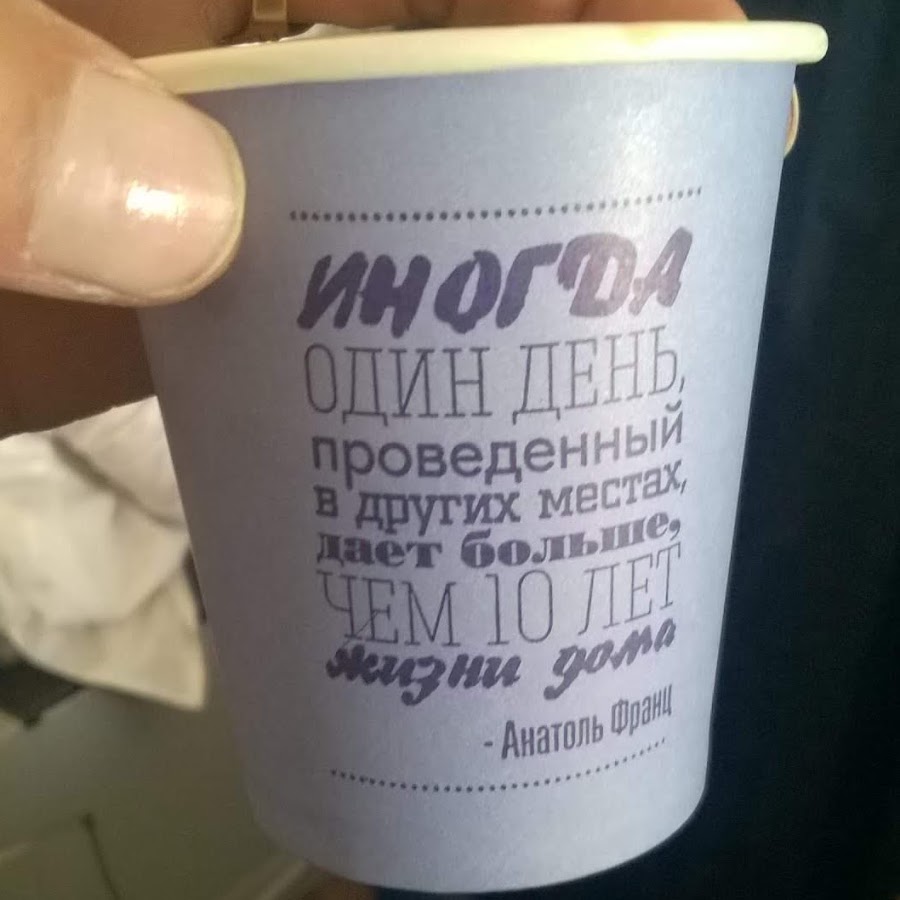 ИНОГДА
ОДИН ДЕНЬ,
проведенный
в других местах,
дает больше,
ЧЕМ 10 ЛЕТ
жизни дома
- Анатоль Франц